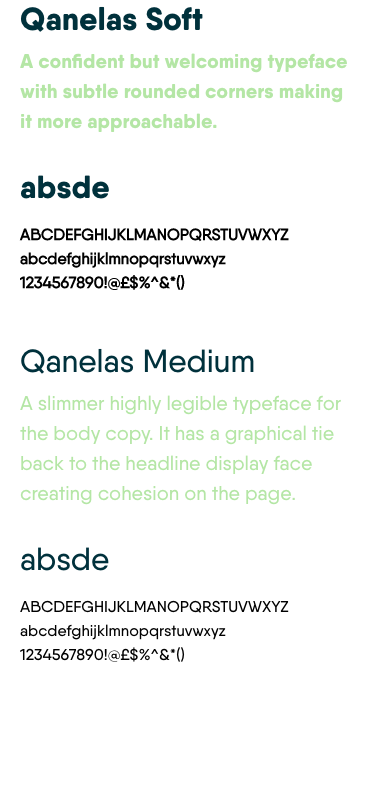 Qanelas Soft
A confident but welcoming typeface
with subtle rounded corners making
it more approachable.
absde
ABCDEFGHIJKLMANOPQRSTUVWXYZ
abcdefghijklmnopqrstuvwxyz
1234567890!@£$%^&*()
Qanelas Medium
A slimmer highly legible typeface for
the body copy. It has a graphical tie
back to the headline display face
creating cohesion on the page.
absde
ABCDEFGHIJKLMANOPQRSTUVWXYZ
abcdefghijklmnopqrstuvwxyz
1234567890!@£$%^&*()